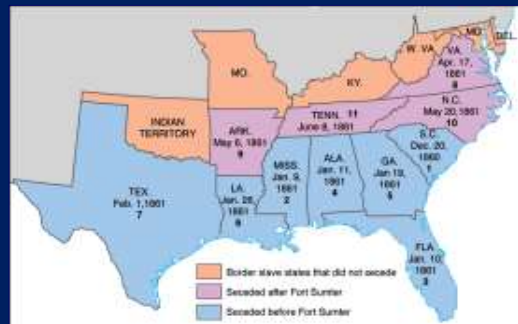 MO.
KY.
W. VA.
MD.
DEL.
VA.
Apr. 17,
1861
8
INDIAN
TERRITORY
ARK.
May 6, 1861
9
TENN. 11
June 8, 1861
N.C.
May 20, 1861
10
S.C.
Dec. 20,
1860
1
TEX.
Feb. 1, 1861
7
LA.
Jan. 26,
1861
6
MISS.
Jan. 9,
1861
2
ALA.
Jan. 11,
1861
4
GA.
Jan 19,
1861
5
FLA.
Jan. 10,
1861
3
Border slave states that did not secede
Seceded after Fort Sumter
Seceded before Fort Sumter